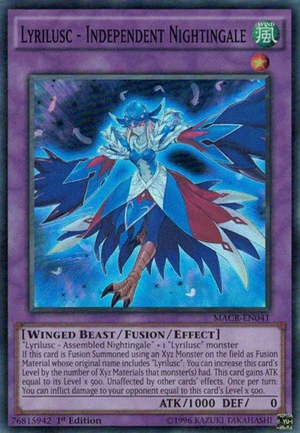 Lyrilusc - Independent Nightingale
WIND
風
MACR-EN041
[Winged Beast/Fusion/Effect]
"Lyrilusc - Assembled Nightingale" + 1 "Lyrilusc" monster
If this card is Fusion Summoned using an Xyz Monster on the field as Fusion
Material whose original name includes "Lyrilusc": You can increase this card's
Level by the number of Xyz Materials that monster(s) had. This card gains ATK
equal to its Level x 500. Unaffected by other cards' effects. Once per turn:
You can inflict damage to your opponent equal to this card's Level x 500.
ATK/1000 DEF/ 0
76815942 1st Edition ©1996 KAZUKI TAKAHASHI